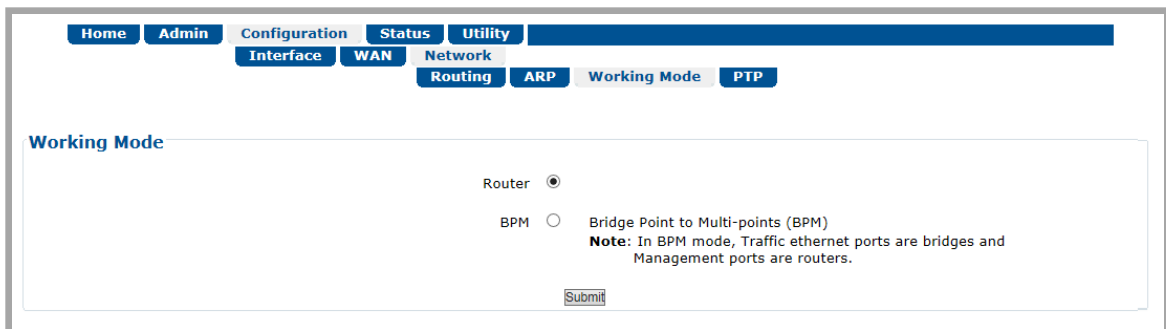 Home Admin Configuration Status Utility
Interface WAN Network
Routing ARP Working Mode PTP
Working Mode
Router
BPM Bridge Point to Multi-points (BPM)
Note: In BPM mode, Traffic ethernet ports are bridges and
Management ports are routers.
Submit